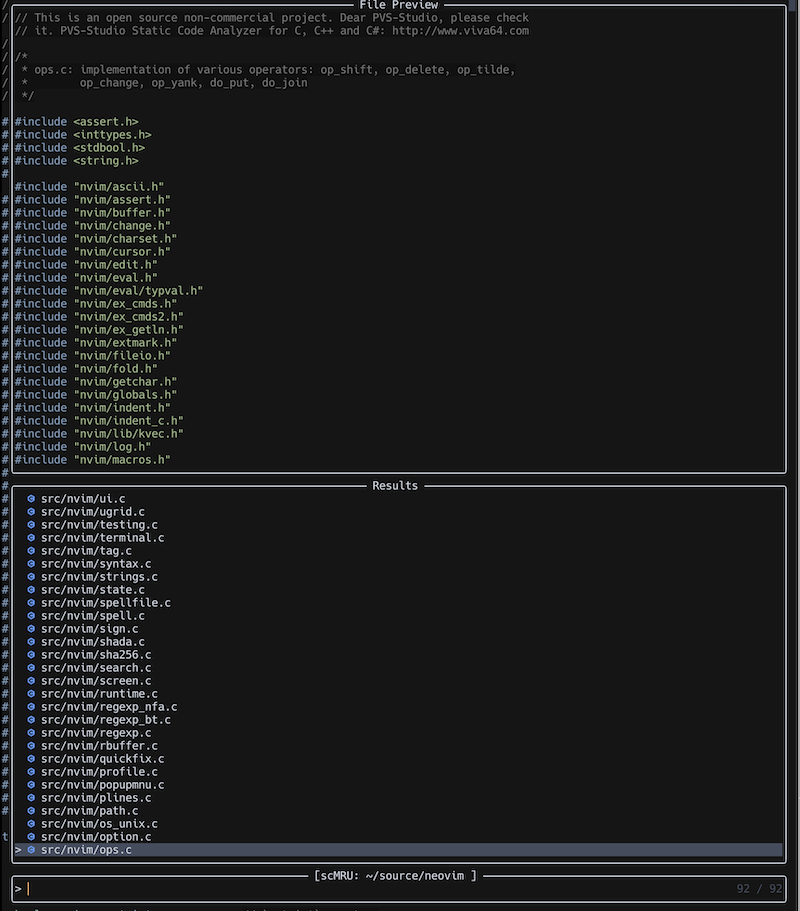 File Preview
// This is an open source non-commercial project. Dear PVS-Studio, please check
// it. PVS-Studio Static Code Analyzer for C, C++ and C#: http://www.viva64.com
/*
 * ops.c: implementation of various operators: op_shift, op_delete, op_tilde,
 *        op_change, op_yank, do_put, do_join
 */
#include <assert.h>
#include <inttypes.h>
#include <stdbool.h>
#include <string.h>
#include "nvim/ascii.h"
#include "nvim/assert.h"
#include "nvim/buffer.h"
#include "nvim/change.h"
#include "nvim/charset.h"
#include "nvim/cursor.h"
#include "nvim/edit.h"
#include "nvim/eval.h"
#include "nvim/eval/typval.h"
#include "nvim/ex_cmds.h"
#include "nvim/ex_cmds2.h"
#include "nvim/ex_getln.h"
#include "nvim/extmark.h"
#include "nvim/fileio.h"
#include "nvim/fold.h"
#include "nvim/getchar.h"
#include "nvim/globals.h"
#include "nvim/indent.h"
#include "nvim/indent_c.h"
#include "nvim/lib/kvec.h"
#include "nvim/log.h"
#include "nvim/macros.h"
Results
src/nvim/ui.c
src/nvim/ugrid.c
src/nvim/testing.c
src/nvim/terminal.c
src/nvim/tag.c
src/nvim/syntax.c
src/nvim/strings.c
src/nvim/state.c
src/nvim/spellfile.c
src/nvim/spell.c
src/nvim/sign.c
src/nvim/shada.c
src/nvim/sha256.c
src/nvim/search.c
src/nvim/screen.c
src/nvim/runtime.c
src/nvim/regexp_nfa.c
src/nvim/regexp_bt.c
src/nvim/regexp.c
src/nvim/rbuffer.c
src/nvim/quickfix.c
src/nvim/profile.c
src/nvim/popupmnu.c
src/nvim/plines.c
src/nvim/path.c
src/nvim/os_unix.c
src/nvim/option.c
> src/nvim/ops.c
[scMRU: ~/source/neovim ]
> 92 / 92